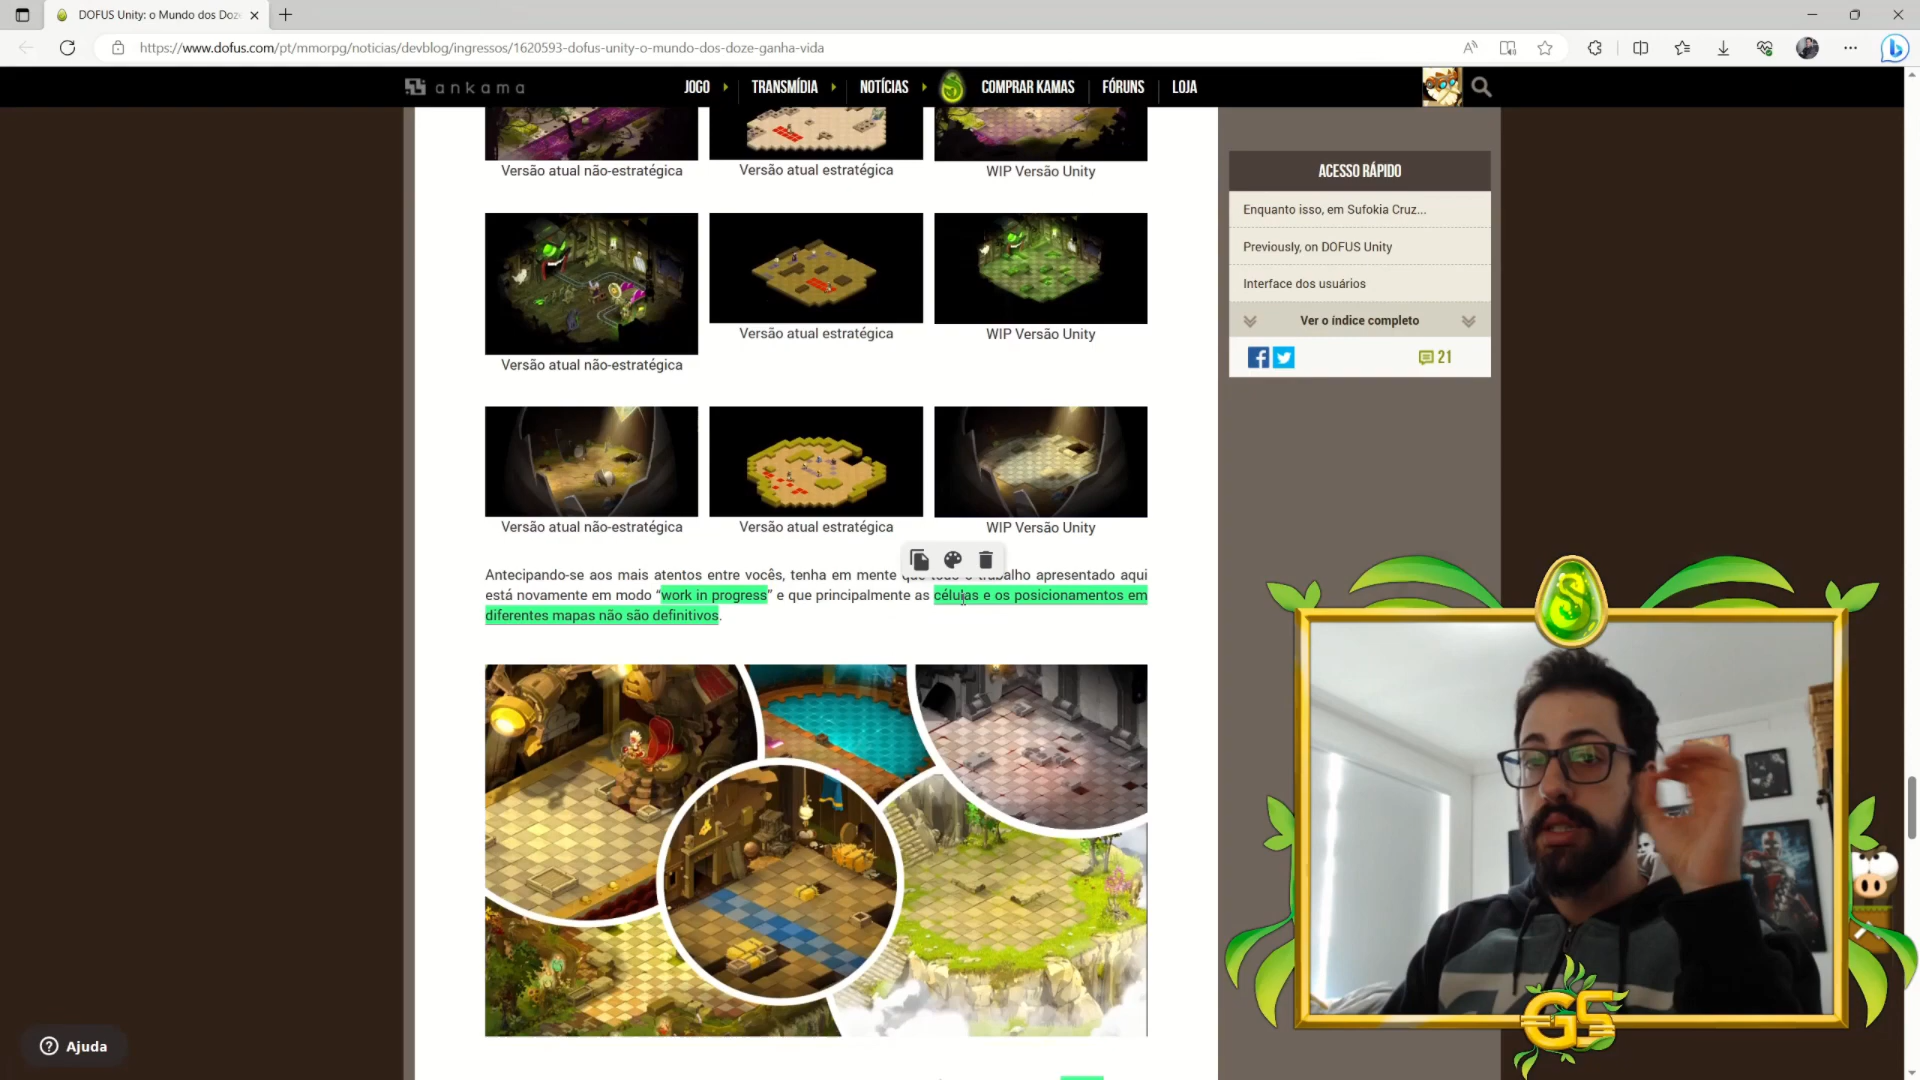 DOFUS Unity: o Mundo dos Doz
https://www.dofus.com/pt/mmorpg/noticias/devblog/ingressos/1620593-dofus-unity-o-mundo-dos-doze-ganha-vida
ankama
JOGO
TRANSMÍDIA
NOTÍCIAS
COMPRAR KAMAS
FÓRUNS
LOJA
Versão atual não-estratégica
Versão atual estratégica
WIP Versão Unity
Versão atual estratégica
WIP Versão Unity
Versão atual não-estratégica
Versão atual não-estratégica
Versão atual estratégica
WIP Versão Unity
Antecipando-se aos mais atentos entre vocês, tenha em mente que todo o trabalho apresentado aqui
está novamente em modo “work in progress” e que principalmente as células e os posicionamentos em
diferentes mapas não são definitivos.
ACESSO RÁPIDO
Enquanto isso, em Sufokia Cruz...
Previously, on DOFUS Unity
Interface dos usuários
Ver o índice completo
21
Ajuda
S
GS